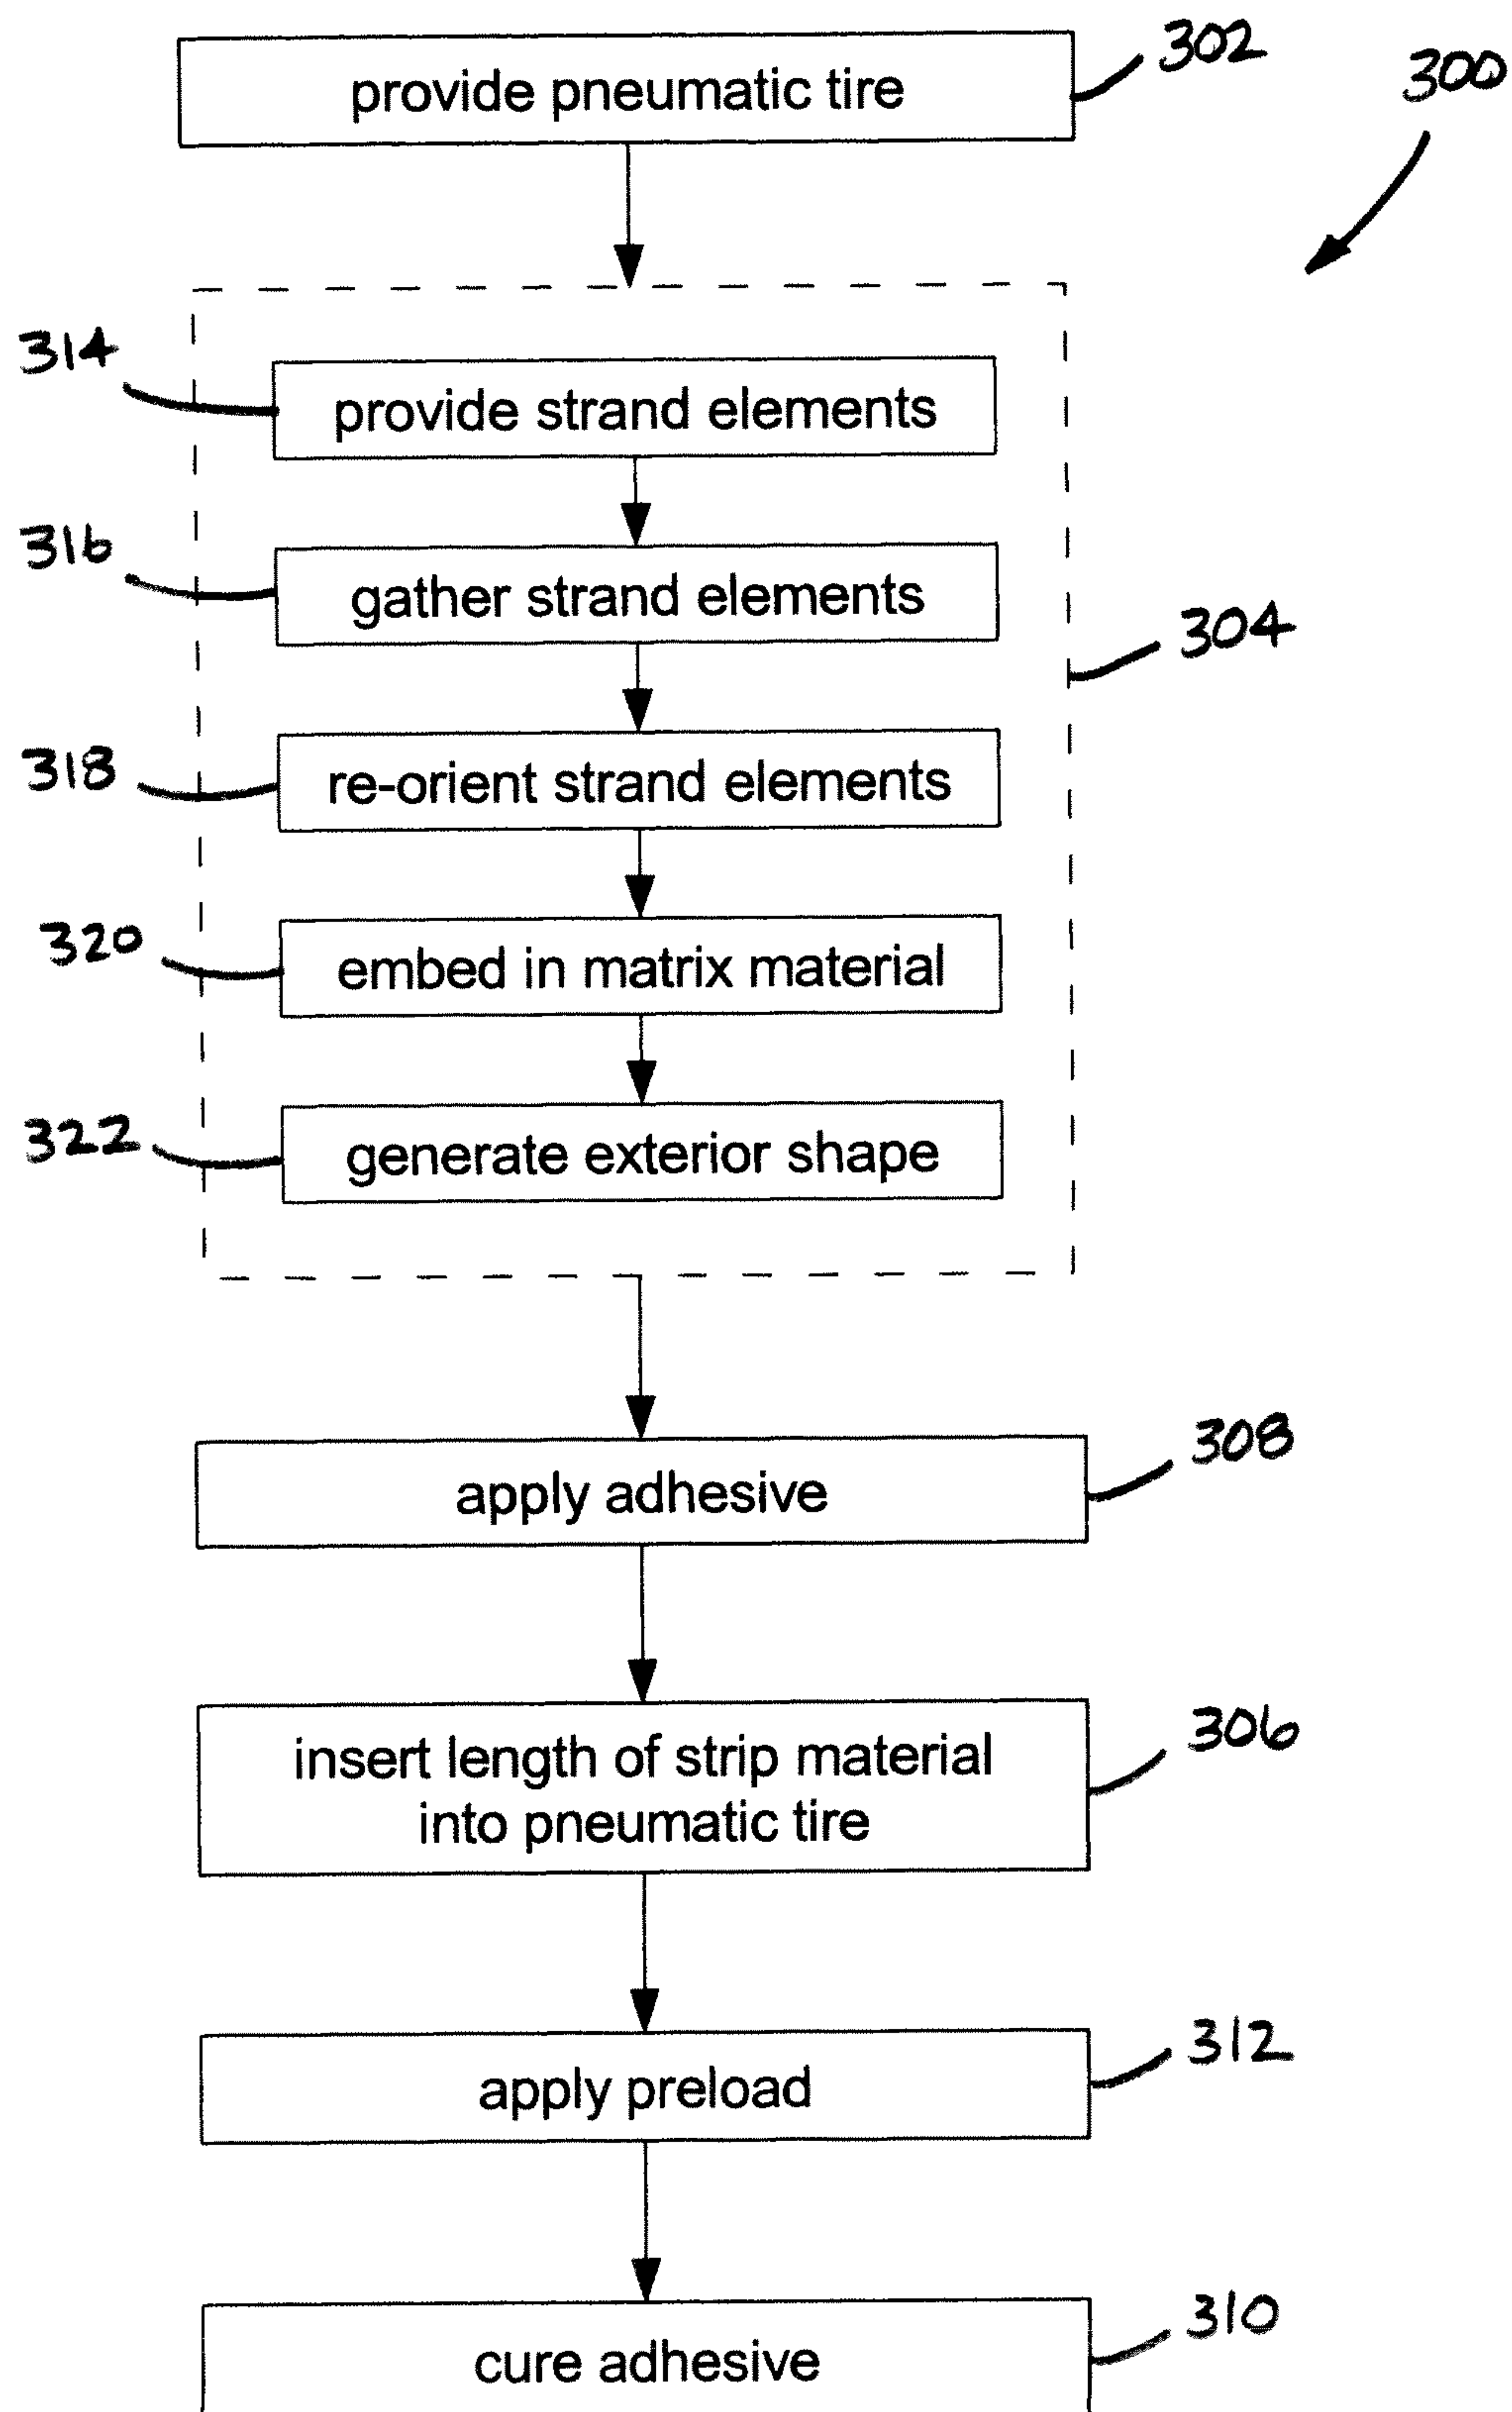 302
provide pneumatic tire
300
314
provide strand elements
316
gather strand elements
304
318
re-orient strand elements
320
embed in matrix material
322
generate exterior shape
308
apply adhesive
306
insert length of strip material
into pneumatic tire
312
apply preload
310
cure adhesive